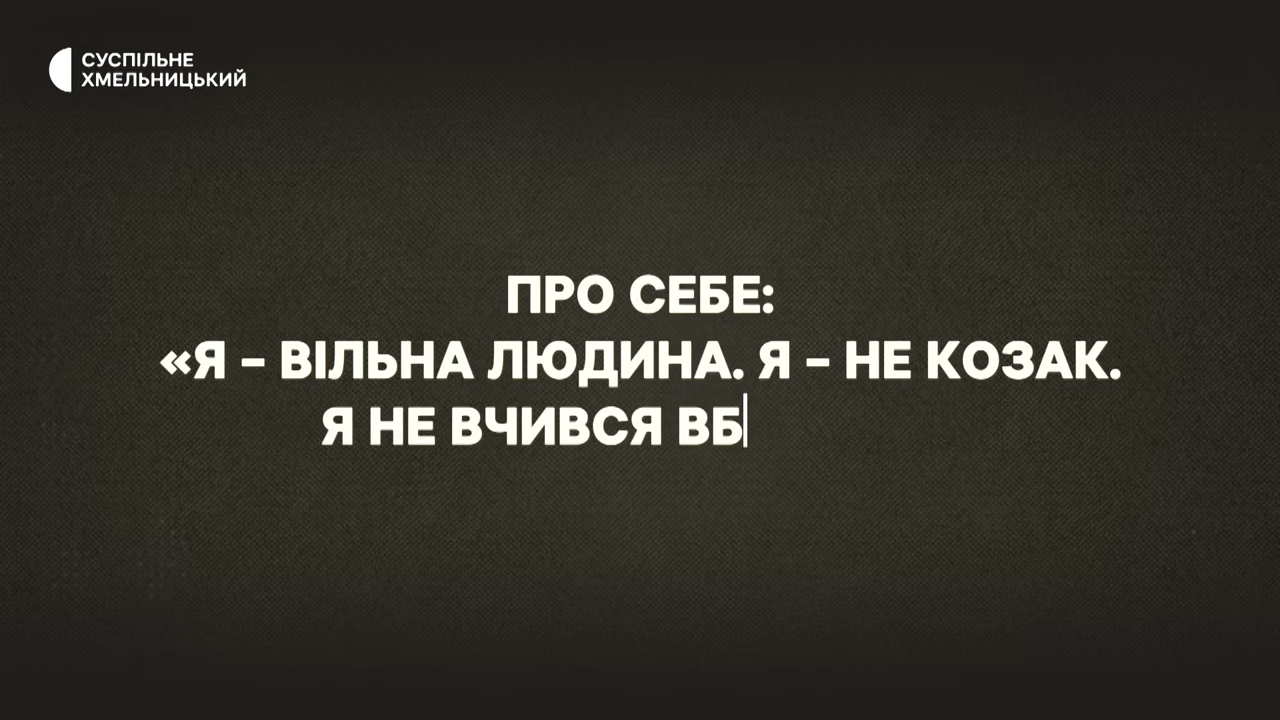 СУСПІЛЬНЕ
ХМЕЛЬНИЦЬКИЙ
ПРО СЕБЕ:
«Я – ВІЛЬНА ЛЮДИНА. Я – НЕ КОЗАК.
Я НЕ ВЧИВСЯ ВБ